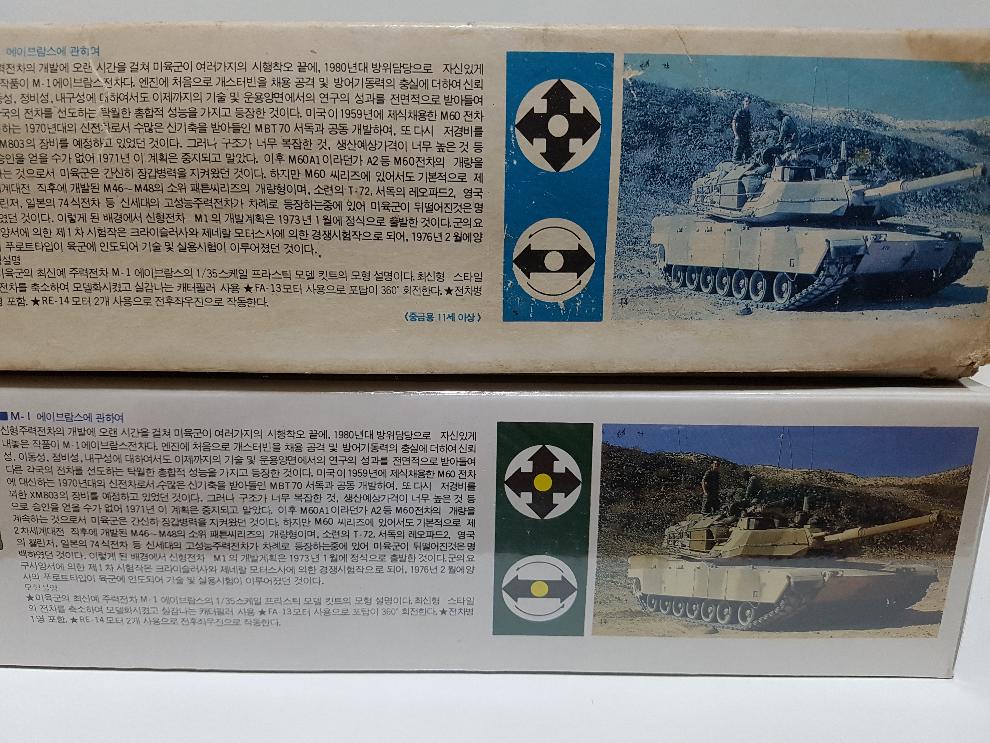 에이브람스에 관하여
력전차의 개발에 오랜 시간을 걸쳐 미육군이 여러가지의 시행착오 끝에, 1980년대 방위담당으로 자신있게
작품이 M-1에이브람스전차다. 엔진에 처음으로 개스터빈을 채용 공격 및 방어기동력의 충실에 더하여 신뢰
동성, 정비성, 내구성에 대하여서도 이제까지의 기술 및 운용양면에서의 연구의 성과를 전면적으로 받아들여
국의 전차를 선도하는 탁월한 총합적 성능을 가지고 등장한 것이다. 미국이 1959년에 제식채용한 M60 전차
하는 1970년대의 신전차로서 수많은 신기축을 받아들인 MBT70 서독과 공동 개발하여, 또 다시 저경비를
M803의 장비를 예정하고 있었던 것이다. 그러나 구조가 너무 복잡한 것, 생산예상가격이 너무 높은 것 등
승인을 얻을 수가 없어 1971년 이 계획은 중지되고 말았다. 이후 M60A1이라던가 A2등 M60전차의 개량을
하는 것으로서 미육군은 간신히 장갑병력을 지켜왔던 것이다. 하지만 M60 씨리즈에 있어서도 기본적으로 제
계대전 직후에 개발된 M46~M48의 소위 패튼씨리즈의 개량형이며, 소련의 T-72, 서독의 레오파드2, 영국
린저, 일본의 74식전차 등 신세대의 고성능주력전차가 차례로 등장하는중에 있어 미육군이 뒤떨어진것은 명
였던 것이다. 이렇게 된 배경에서 신형전차 M1의 개발계획은 1973년 1월에 정식으로 출발한 것이다.군의요
양서에 의한 제1차 시험작은 크라이슬러사와 제네랄 모터스사에 의한 경쟁시험작으로 되어, 1976년 2월에양
푸로트타입이 육군에 인도되어 기술 및 실용시험이 이루어졌던 것이다.
설명
육군의 최신예 주력전차 M-1 에이브람스의 1/35스케일 프라스틱 모델 킷트의 모형 설명이다.최신형 스타일
전차를 축소하여 모델화시켰고 실감나는 캐터필러 사용 ★FA-13모터 사용으로 포탑이 360° 회전한다.★전차병
명 포함. ★RE-14모터 2개 사용으로 전후좌우진으로 작동한다.
《중급용 11세 이상》
■M-1 에이브람스에 관하여
신형주력전차의 개발에 오랜 시간을 걸쳐 미육군이 여러가지의 시행착오 끝에, 1980년대 방위담당으로 자신있게
내놓은 작품이 M-1에이브람스전차다. 엔진에 처음으로 개스터빈을 채용 공격 및 방어기동력의 충실에 더하여 신뢰
성, 이동성, 정비성, 내구성에 대하여서도 이제까지의 기술 및 운용양면에서의 연구의 성과를 전면적으로 받아들여
다른 각국의 전차를 선도하는 탁월한 총합적 성능을 가지고 등장한 것이다. 미국이 1959년에 제식채용한 M60 전차
에 대신하는 1970년대의 신전차로서 수많은 신기축을 받아들인 MBT70 서독과 공동 개발하여, 또 다시 저경비를
위한 XM803의 장비를 예정하고 있었던 것이다. 그러나 구조가 너무 복잡한 것, 생산예상가격이 너무 높은 것 등
으로 승인을 얻을 수가 없어 1971년 이 계획은 중지되고 말았다. 이후 M60A1이라던가 A2등 M60전차의 개량을
계속하는 것으로서 미육군은 간신히 장갑병력을 지켜왔던 것이다. 하지만 M60 씨리즈에 있어서도 기본적으로 제
2차세계대전 직후에 개발된 M46~M48의 소위 패튼씨리즈의 개량형이며, 소련의 T-72, 서독의 레오파드2, 영국
의 챌린저, 일본의 74식전차 등 신세대의 고성능주력전차가 차례로 등장하는중에 있어 미육군이 뒤떨어진것은 명
백하였던 것이다. 이렇게 된 배경에서 신형전차 M1의 개발계획은 1973년 1월에 정식으로 출발한 것이다.군의요
구사양서에 의한 제1차 시험작은 크라이슬러사와 제네랄 모터스사에 의한 경쟁시험작으로 되어, 1976년 2월에양
사의 푸로트타입이 육군에 인도되어 기술 및 실용시험이 이루어졌던 것이다.
모형설명
★미육군의 최신예 주력전차 M-1 에이브람스의 1/35스케일 프라스틱 모델 킷트의 모형 설명이다.최신형 스타일
의 전차를 축소하여 모델화시켰고 실감나는 캐터필러 사용 ★FA-13모터 사용으로 포탑이 360° 회전한다.★전차병
1명 포함. ★RE-14모터 2개 사용으로 전후좌우진으로 작동한다.